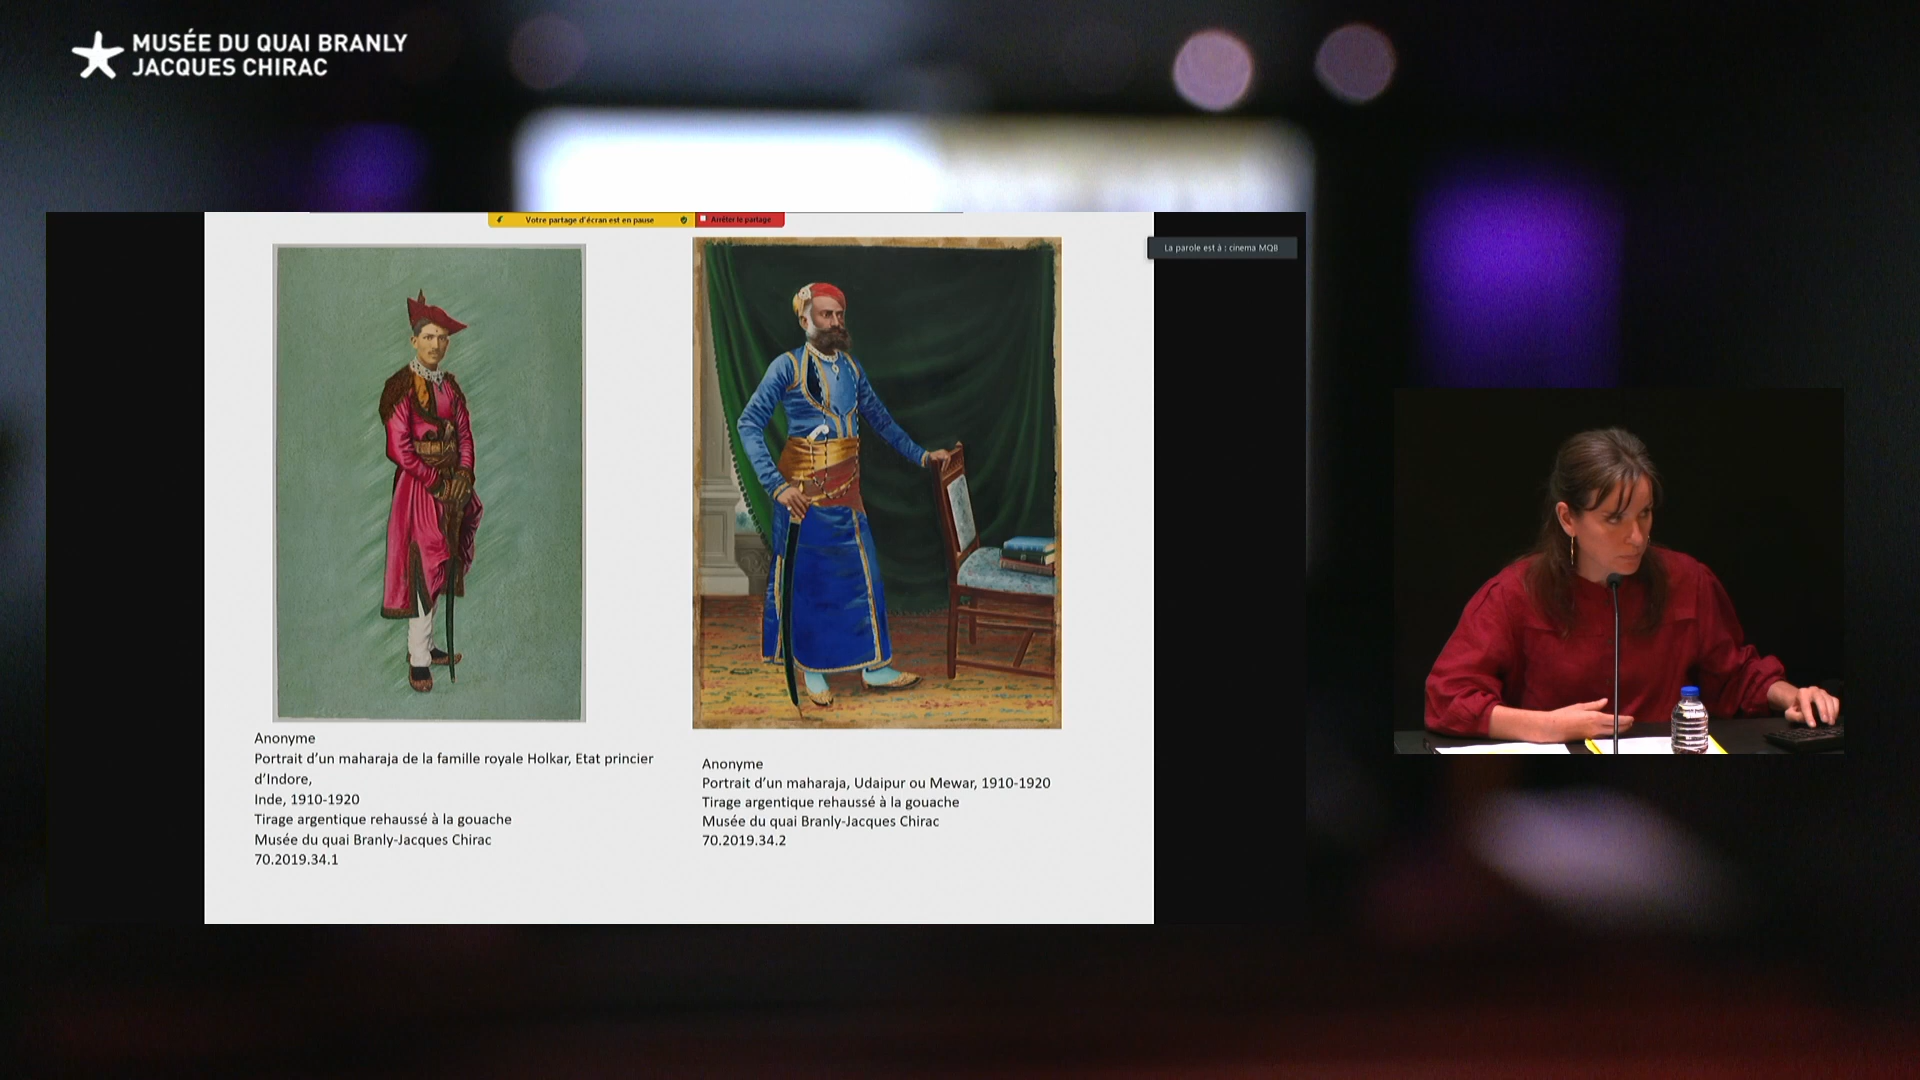 MUSÉE DU QUAI BRANLY
JACQUES CHIRAC
Votre partage d'écran est en pause
Arrêter le partage
La parole est à : cinema MQB
Anonyme
Portrait d'un maharaja de la famille royale Holkar, Etat princier
d'Indore,
Inde, 1910-1920
Tirage argentique rehaussé à la gouache
Musée du quai Branly-Jacques Chirac
70.2019.34.1
Anonyme
Portrait d'un maharaja, Udaipur ou Mewar, 1910-1920
Tirage argentique rehaussé à la gouache
Musée du quai Branly-Jacques Chirac
70.2019.34.2